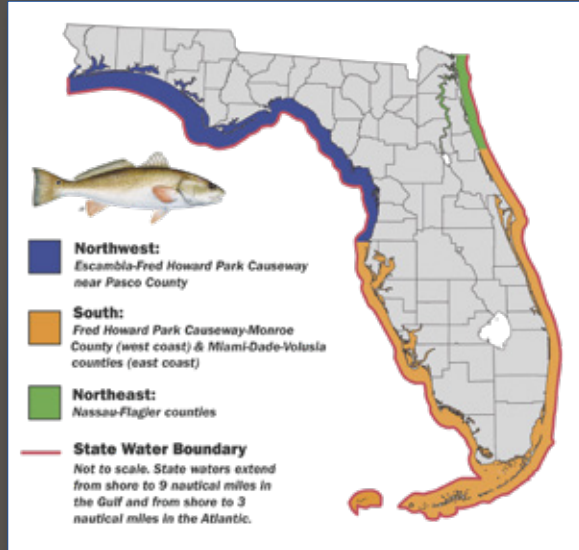 Northwest:
Escambia-Fred Howard Park Causeway
near Pasco County
South:
Fred Howard Park Causeway-Monroe
County (west coast) & Miami-Dade-Volusia
counties (east coast)
Northeast:
Nassau-Flagler counties
State Water Boundary
Not to scale. State waters extend
from shore to 9 nautical miles in
the Gulf and from shore to 3
nautical miles in the Atlantic.